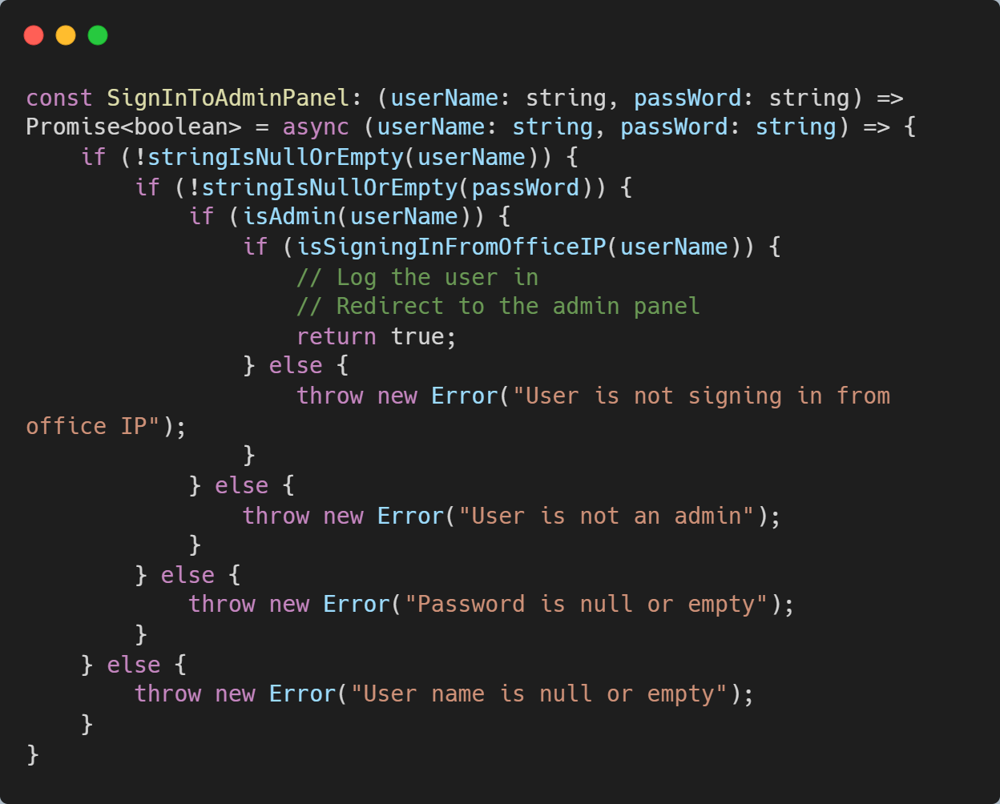 const SignInToAdminPanel: (userName: string, passWord: string) =>
Promise<boolean> = async (userName: string, passWord: string) => {
    if (!stringIsNullOrEmpty(userName)) {
        if (!stringIsNullOrEmpty(passWord)) {
            if (isAdmin(userName)) {
                if (isSigningInFromOfficeIP(userName)) {
                    // Log the user in
                    // Redirect to the admin panel
                    return true;
                } else {
                    throw new Error("User is not signing in from
office IP");
                }
            } else {
                throw new Error("User is not an admin");
            }
        } else {
            throw new Error("Password is null or empty");
        }
    } else {
        throw new Error("User name is null or empty");
    }
}